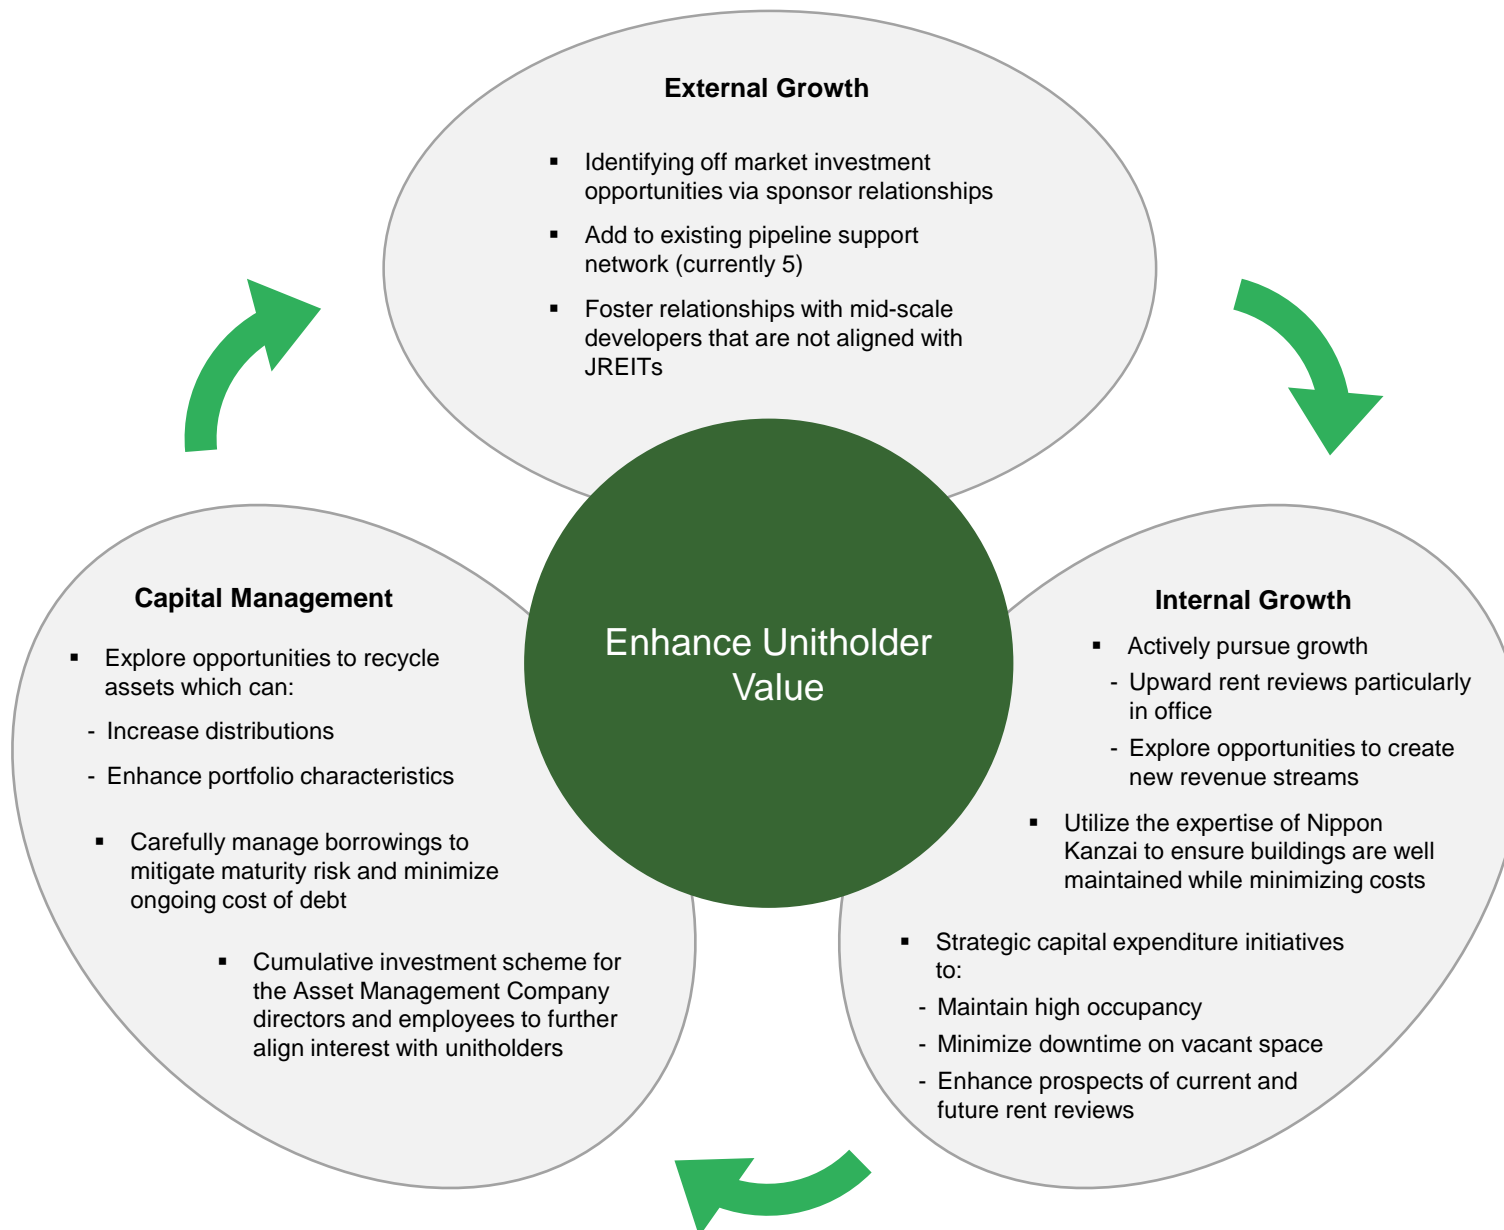 External Growth
▪ Identifying off market investment
opportunities via sponsor relationships
▪ Add to existing pipeline support
network (currently 5)
▪ Foster relationships with mid-scale
developers that are not aligned with
JREITs
Enhance Unitholder
Value
Capital Management
▪ Explore opportunities to recycle
assets which can:
- Increase distributions
- Enhance portfolio characteristics
▪ Carefully manage borrowings to
mitigate maturity risk and minimize
ongoing cost of debt
▪ Cumulative investment scheme for
the Asset Management Company
directors and employees to further
align interest with unitholders
Internal Growth
▪ Actively pursue growth
- Upward rent reviews particularly
in office
- Explore opportunities to create
new revenue streams
▪ Utilize the expertise of Nippon
Kanzai to ensure buildings are well
maintained while minimizing costs
▪ Strategic capital expenditure initiatives
to:
- Maintain high occupancy
- Minimize downtime on vacant space
- Enhance prospects of current and
future rent reviews